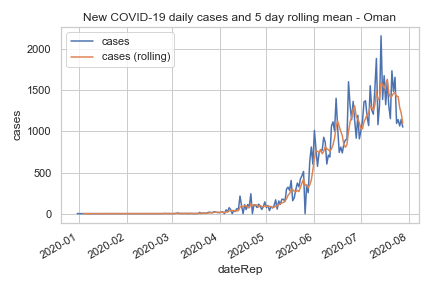 New COVID-19 daily cases and 5 day rolling mean - Oman
cases
cases (rolling)
2000
1500
1000
500
0
cases
2020-01
2020-02
2020-03
2020-04
2020-05
2020-06
2020-07
2020-08
dateRep